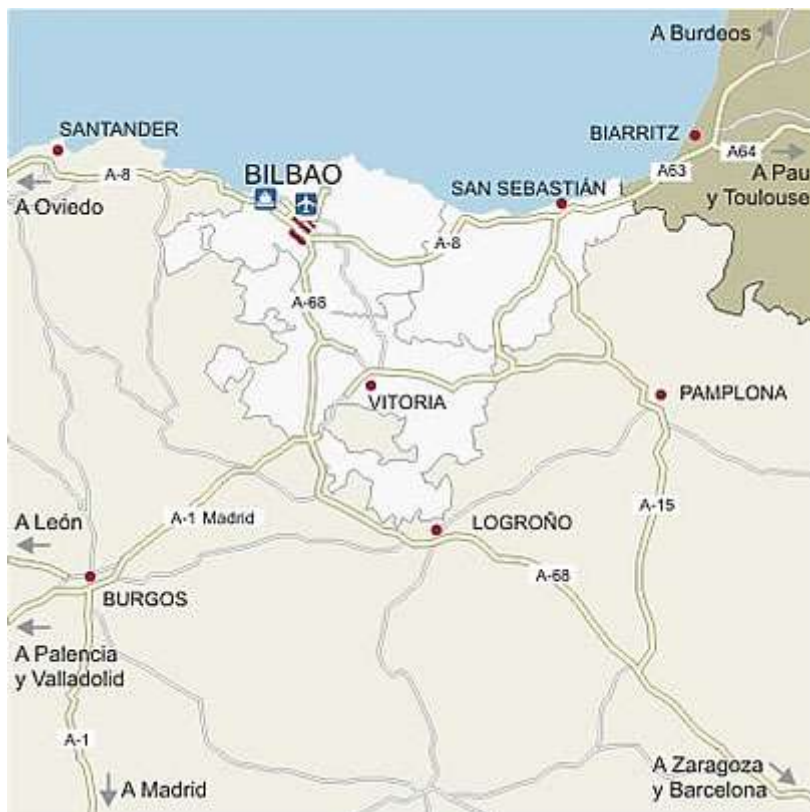 A Burdeos
SANTANDER
BIARRITZ
A64
A63
A-8
BILBAO
SAN SEBASTIÁN
A Pau
y Toulouse
A Oviedo
A-8
A-68
VITORIA
PAMPLONA
A-15
A León
A-1 Madrid
LOGROÑO
A-68
BURGOS
A Palencia
y Valladolid
A-1
A Madrid
A Zaragoza
y Barcelona